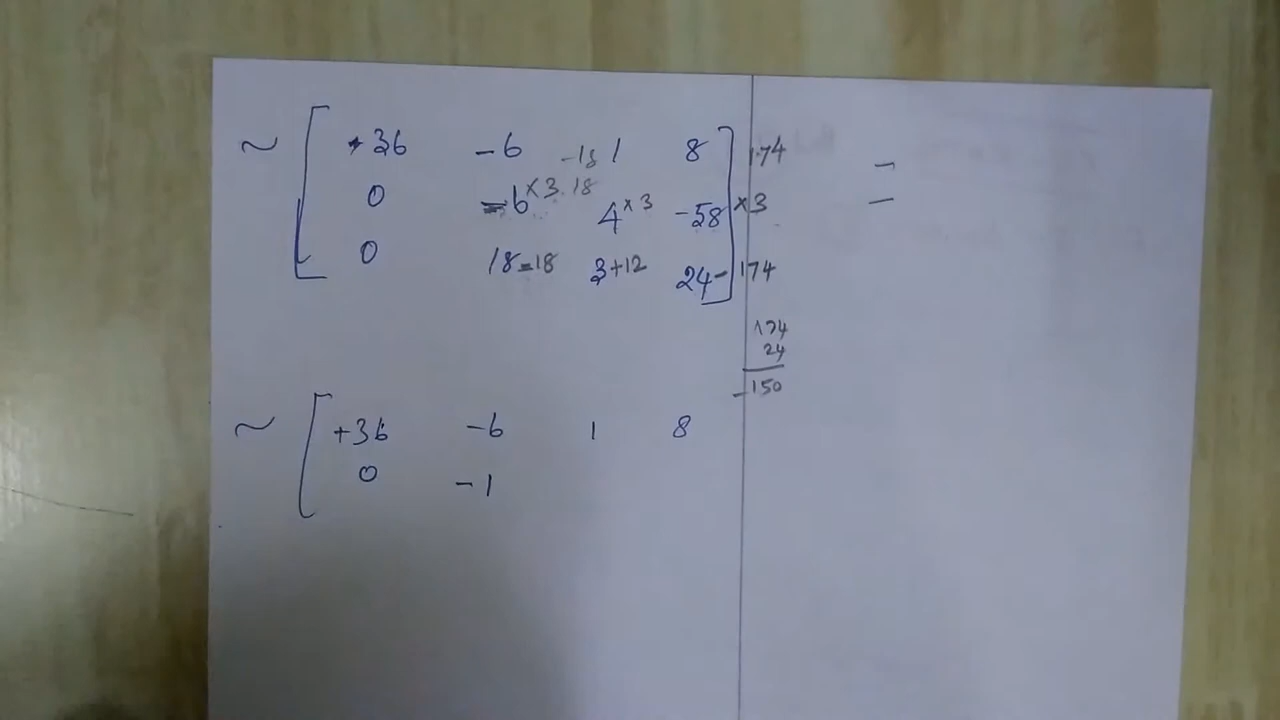 ~ [ +36 -6 -18 1 8 ] 174 -
0 -6 ×3 18 4 ×3 -58 ×3 -
0 18-18 3+12 24-174
174
24
-150
~ [ +36 -6 1 8
0 -1